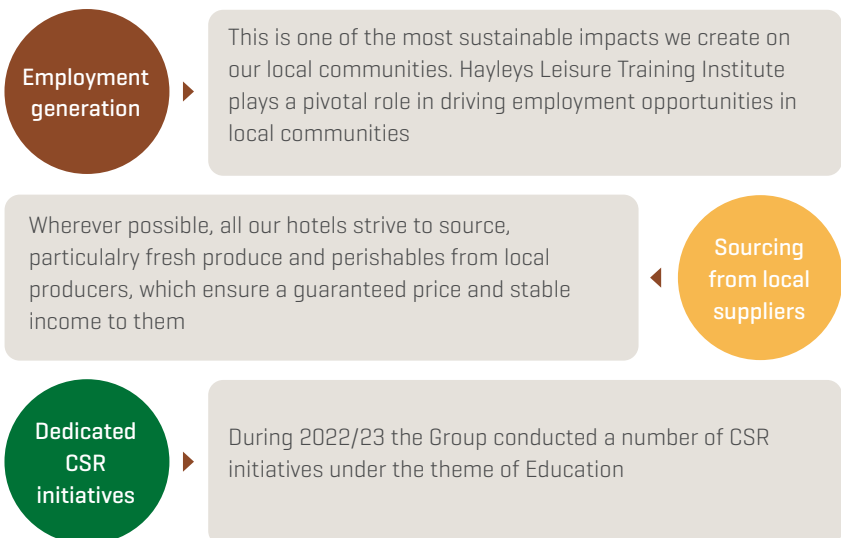 Employment
generation
This is one of the most sustainable impacts we create on
our local communities. Hayleys Leisure Training Institute
plays a pivotal role in driving employment opportunities in
local communities
Wherever possible, all our hotels strive to source,
particulalry fresh produce and perishables from local
producers, which ensure a guaranteed price and stable
income to them
Sourcing
from local
suppliers
Dedicated
CSR
initiatives
During 2022/23 the Group conducted a number of CSR
initiatives under the theme of Education